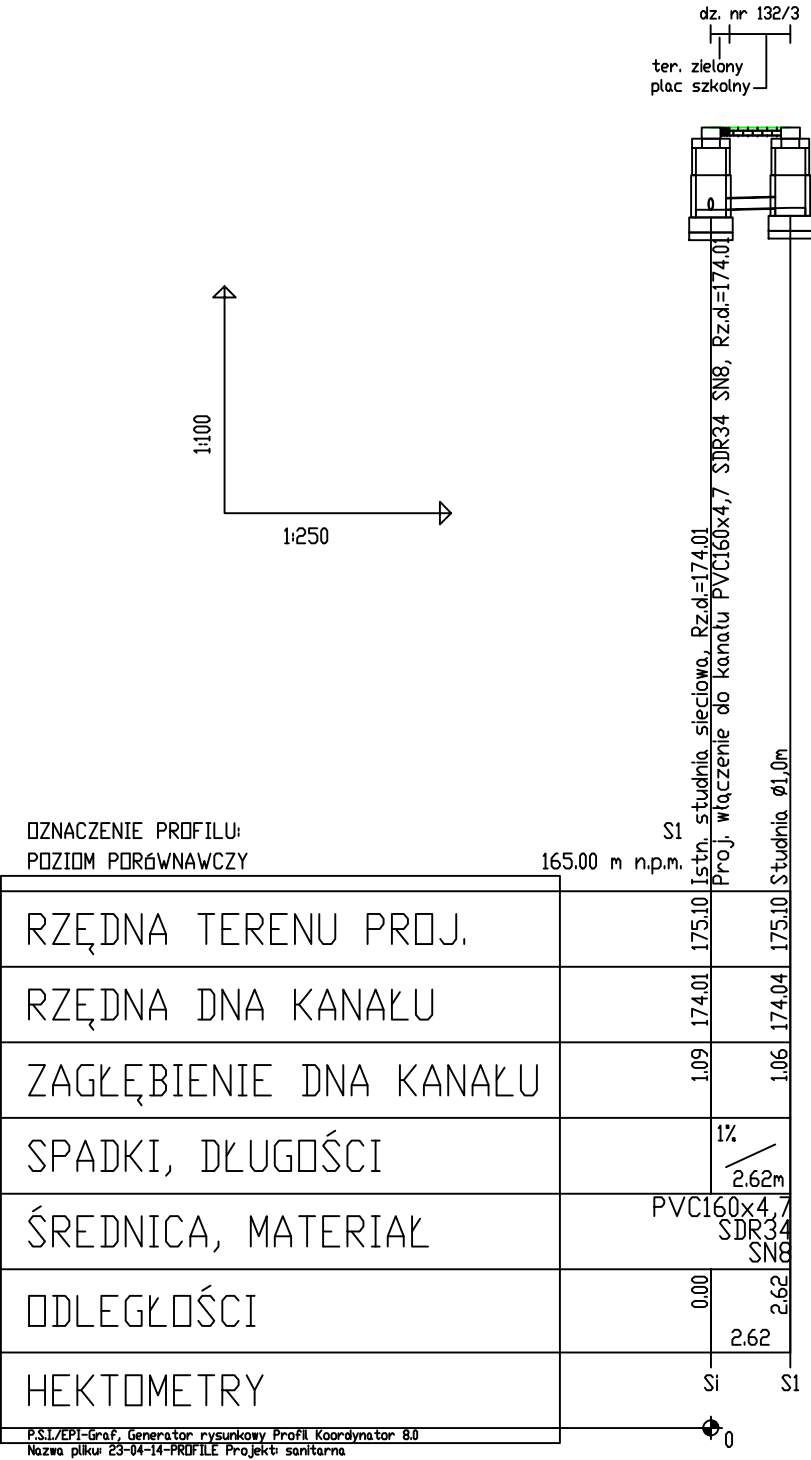 dz. nr 132/3
ter. zielony
plac szkolny
1:100
1:250
Istn. studnia sieciowa, Rz.d.=174.01
Proj. włączenie do kanału PVC160x4,7 SDR34 SN8, Rz.d.=174.01
Studnia ø1,0m
OZNACZENIE PROFILU: S1
POZIOM PORÓWNAWCZY 165.00 m n.p.m.
RZĘDNA TERENU PROJ. 175.10 175.10
RZĘDNA DNA KANAŁU 174.01 174.04
ZAGŁĘBIENIE DNA KANAŁU 1.09 1.06
SPADKI, DŁUGOŚCI 1% 2.62m
ŚREDNICA, MATERIAŁ PVC160x4,7
SDR34
SN8
ODLEGŁOŚCI 0.00 2.62 2.62
HEKTOMETRY Si S1
0
P.S.I./EPI-Graf, Generator rysunkowy Profil Koordynator 8.0
Nazwa pliku: 23-04-14-PROFILE Projekt: sanitarna